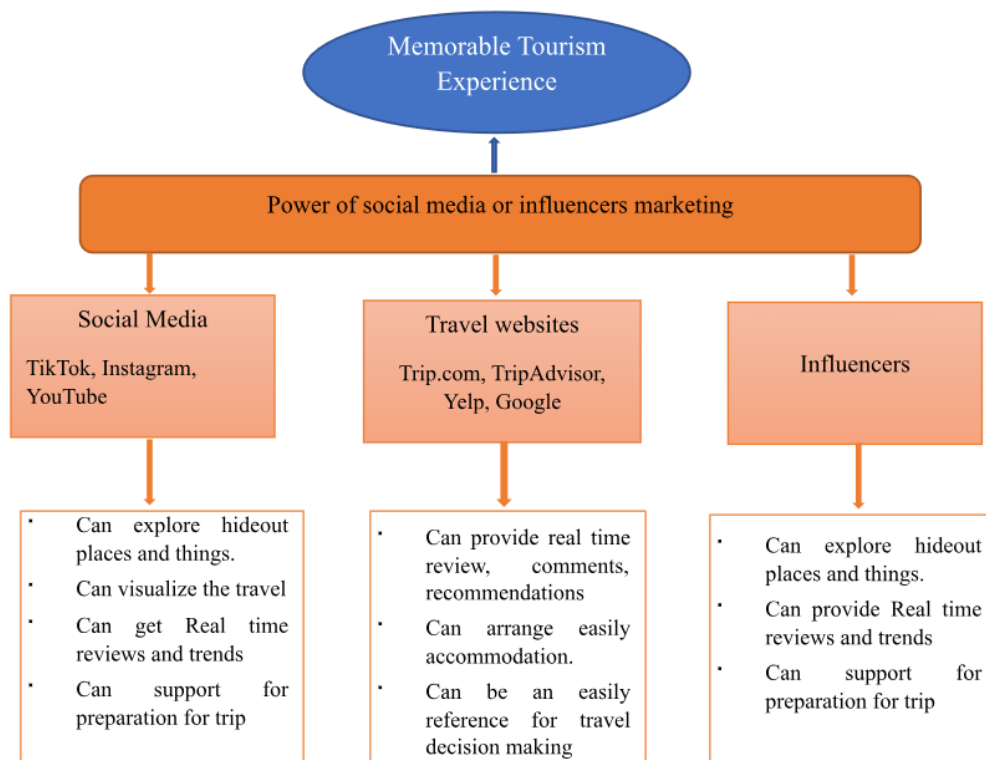 Memorable Tourism
Experience
Power of social media or influencers marketing
Social Media
TikTok, Instagram,
YouTube
Travel websites
Trip.com, TripAdvisor,
Yelp, Google
Influencers
▪ Can explore hideout
places and things.
▪ Can visualize the travel
▪ Can get Real time
reviews and trends
▪ Can support for
preparation for trip
▪ Can provide real time
review, comments,
recommendations
▪ Can arrange easily
accommodation.
▪ Can be an easily
reference for travel
decision making
▪ Can explore hideout
places and things.
▪ Can provide Real time
reviews and trends
▪ Can support for
preparation for trip